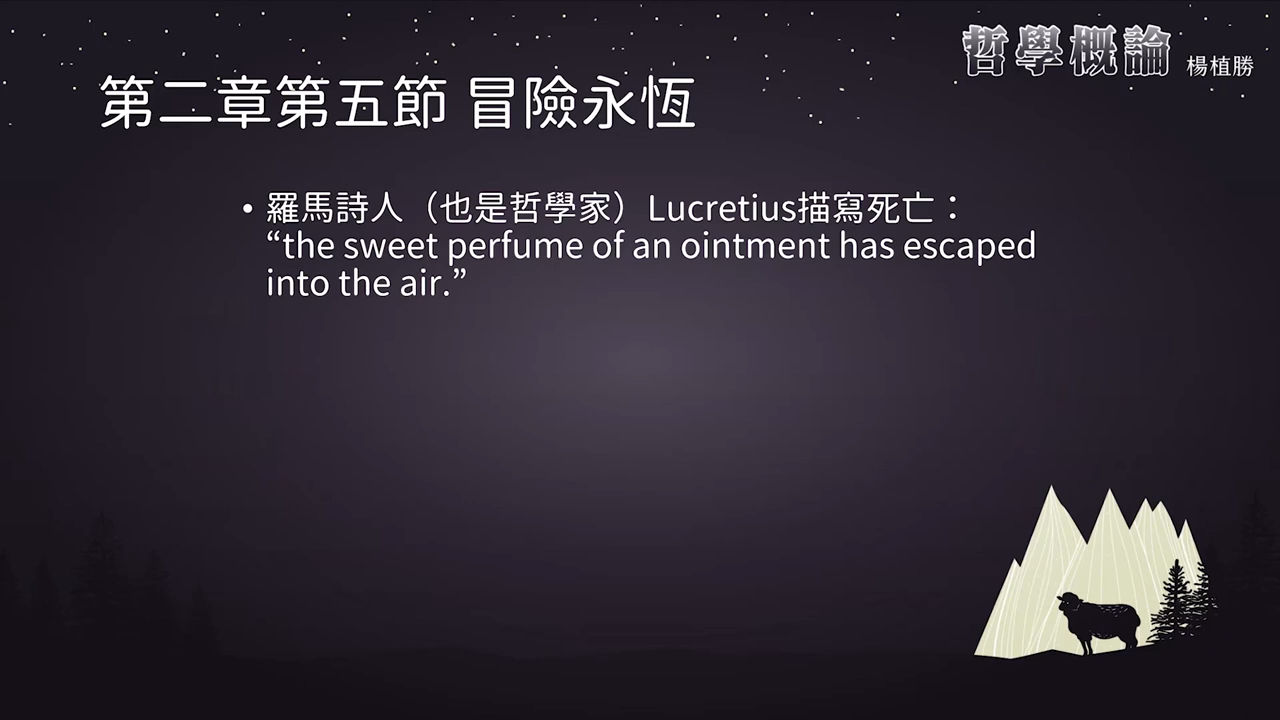 哲學概論 楊植勝
第二章第五節 冒險永恆
• 羅馬詩人（也是哲學家）Lucretius描寫死亡：
“the sweet perfume of an ointment has escaped
into the air.”